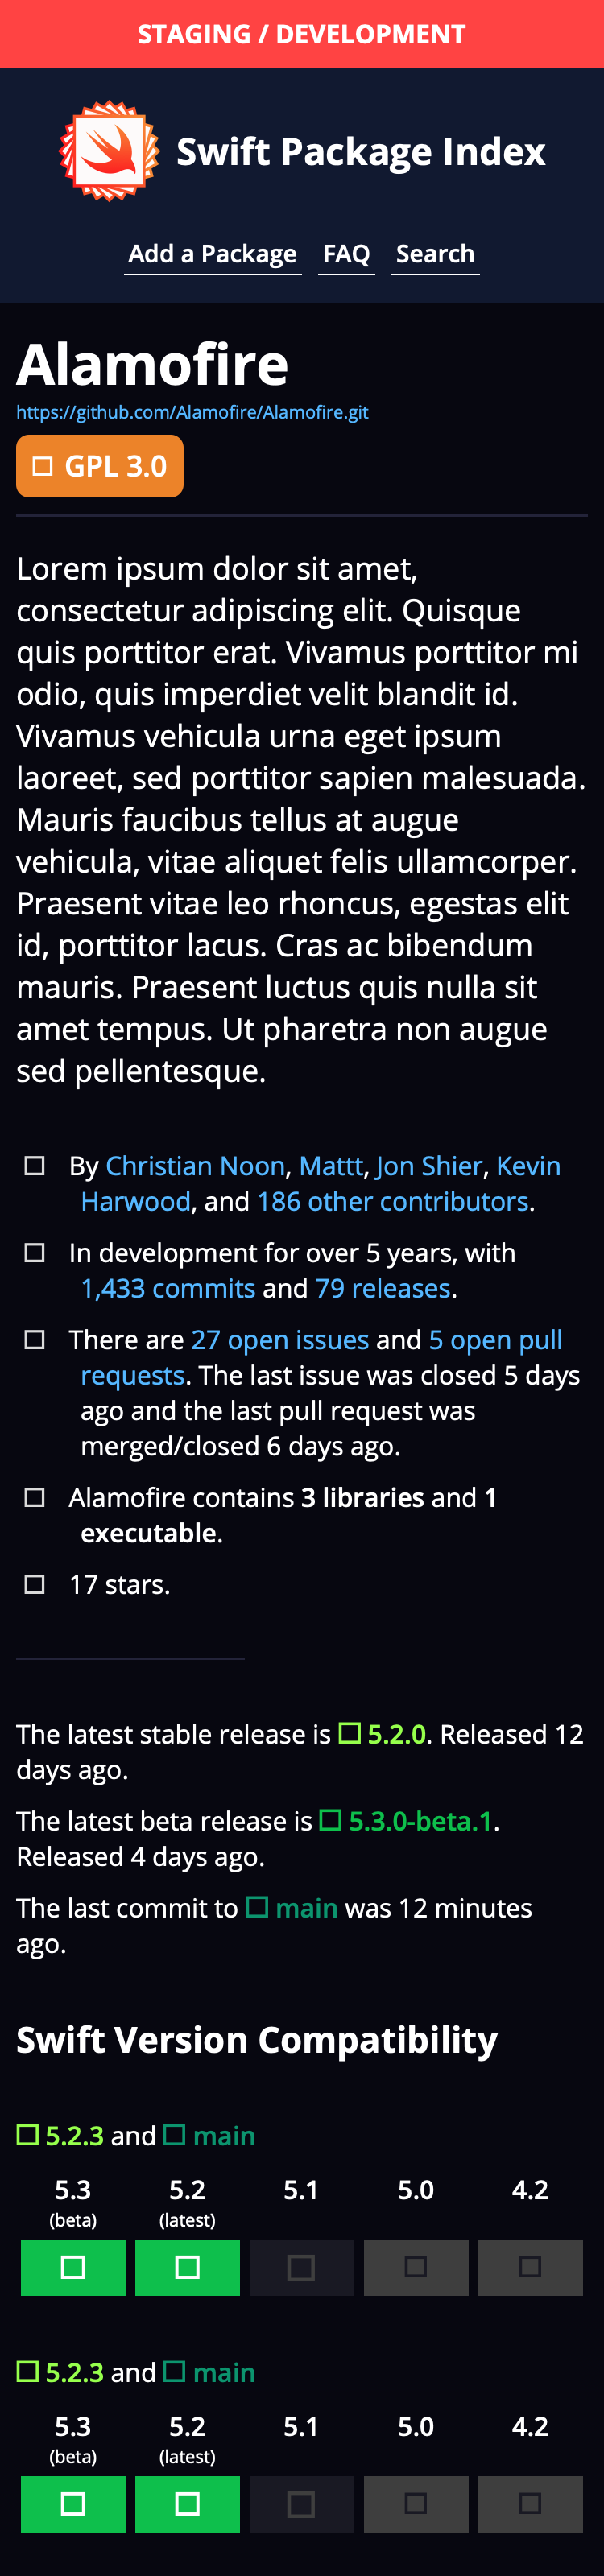 STAGING / DEVELOPMENT
Swift Package Index
Add a Package FAQ Search
Alamofire
https://github.com/Alamofire/Alamofire.git
GPL 3.0
Lorem ipsum dolor sit amet,
consectetur adipiscing elit. Quisque
quis porttitor erat. Vivamus porttitor mi
odio, quis imperdiet velit blandit id.
Vivamus vehicula urna eget ipsum
laoreet, sed porttitor sapien malesuada.
Mauris faucibus tellus at augue
vehicula, vitae aliquet felis ullamcorper.
Praesent vitae leo rhoncus, egestas elit
id, porttitor lacus. Cras ac bibendum
mauris. Praesent luctus quis nulla sit
amet tempus. Ut pharetra non augue
sed pellentesque.
By Christian Noon, Mattt, Jon Shier, Kevin
Harwood, and 186 other contributors.
In development for over 5 years, with
1,433 commits and 79 releases.
There are 27 open issues and 5 open pull
requests. The last issue was closed 5 days
ago and the last pull request was
merged/closed 6 days ago.
Alamofire contains 3 libraries and 1
executable.
17 stars.
The latest stable release is 5.2.0. Released 12
days ago.
The latest beta release is 5.3.0-beta.1.
Released 4 days ago.
The last commit to main was 12 minutes
ago.
Swift Version Compatibility
5.2.3 and main
5.3 5.2 5.1 5.0 4.2
(beta) (latest)
5.2.3 and main
5.3 5.2 5.1 5.0 4.2
(beta) (latest)